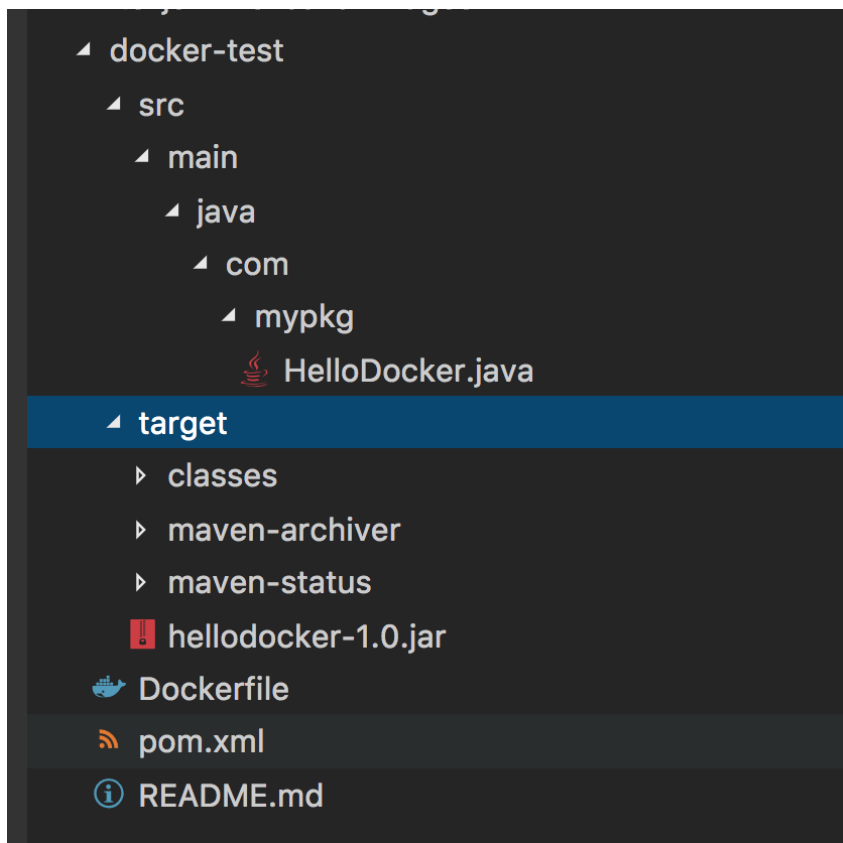 docker-test
src
main
java
com
mypkg
HelloDocker.java
target
classes
maven-archiver
maven-status
hellodocker-1.0.jar
Dockerfile
pom.xml
README.md